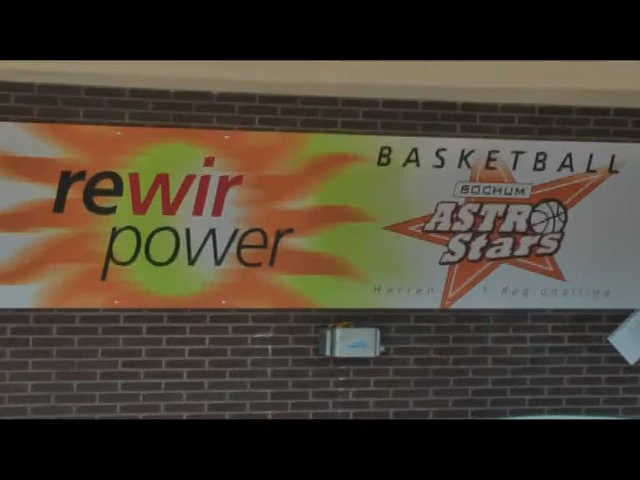 rewir
power
BASKETBALL
BOCHUM
ASTRO
Stars
Herren 1. Regionalliga